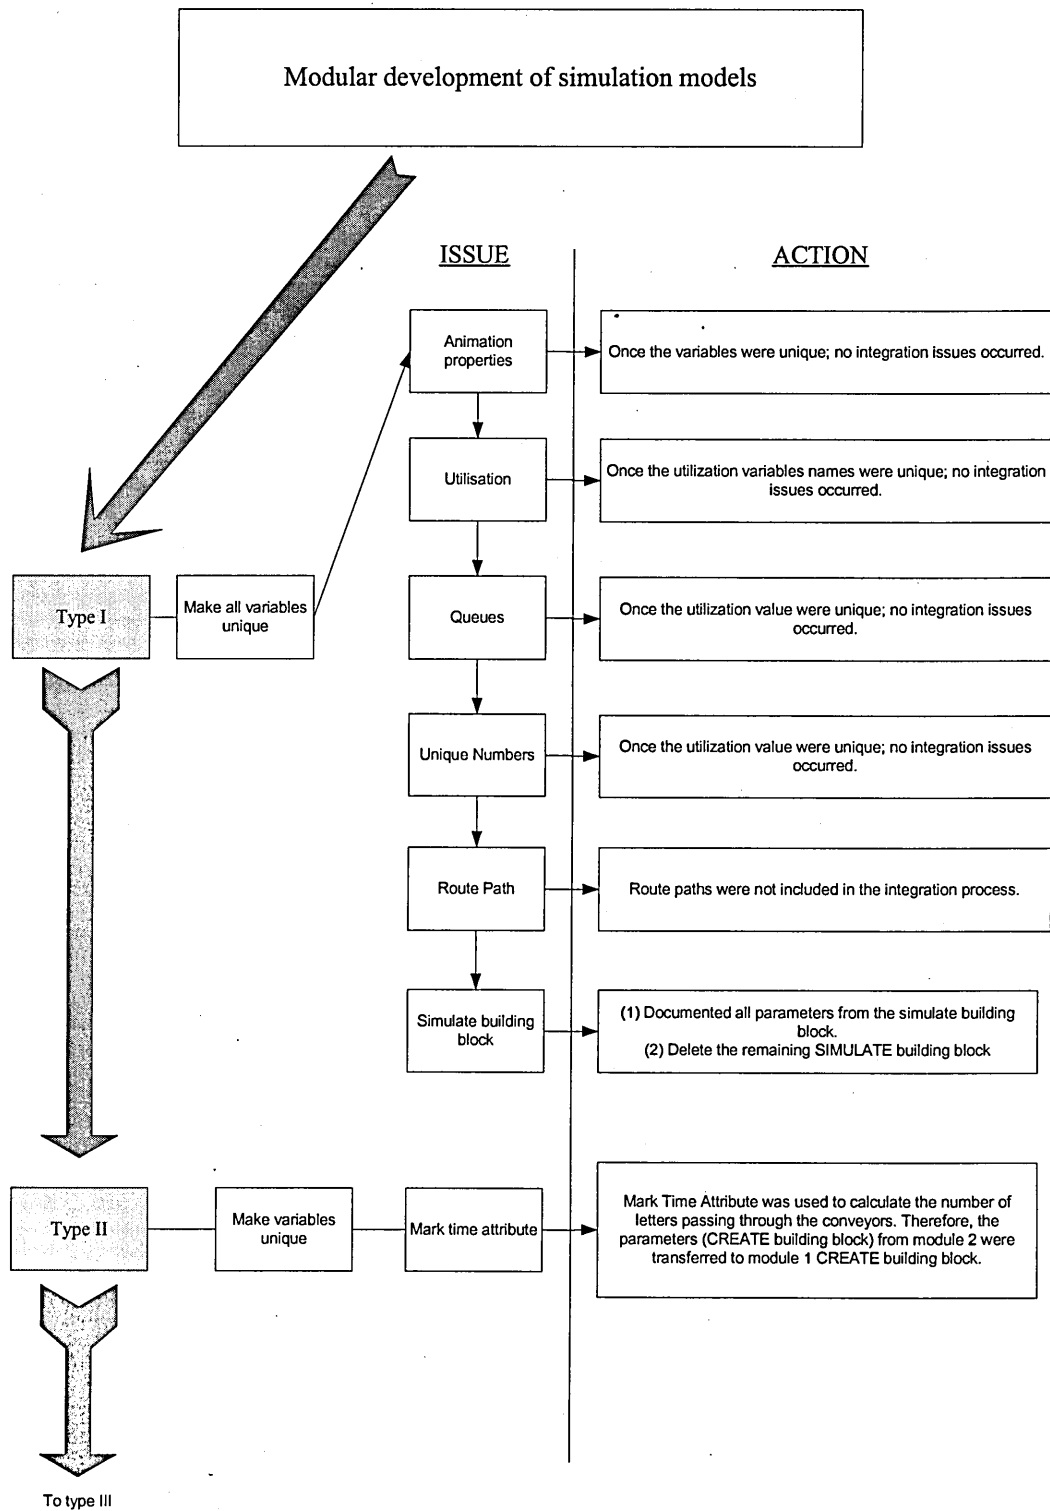 Modular development of simulation models
ISSUE
ACTION
Animation
properties
Once the variables were unique; no integration issues occurred.
Utilisation
Once the utilization variables names were unique; no integration
issues occurred.
Type I
Make all variables
unique
Queues
Once the utilization value were unique; no integration issues
occurred.
Unique Numbers
Once the utilization value were unique; no integration issues
occurred.
Route Path
Route paths were not included in the integration process.
Simulate building
block
(1) Documented all parameters from the simulate building
block.
(2) Delete the remaining SIMULATE building block
Type II
Make variables
unique
Mark time attribute
Mark Time Attribute was used to calculate the number of
letters passing through the conveyors. Therefore, the
parameters (CREATE building block) from module 2 were
transferred to module 1 CREATE building block.
To type III